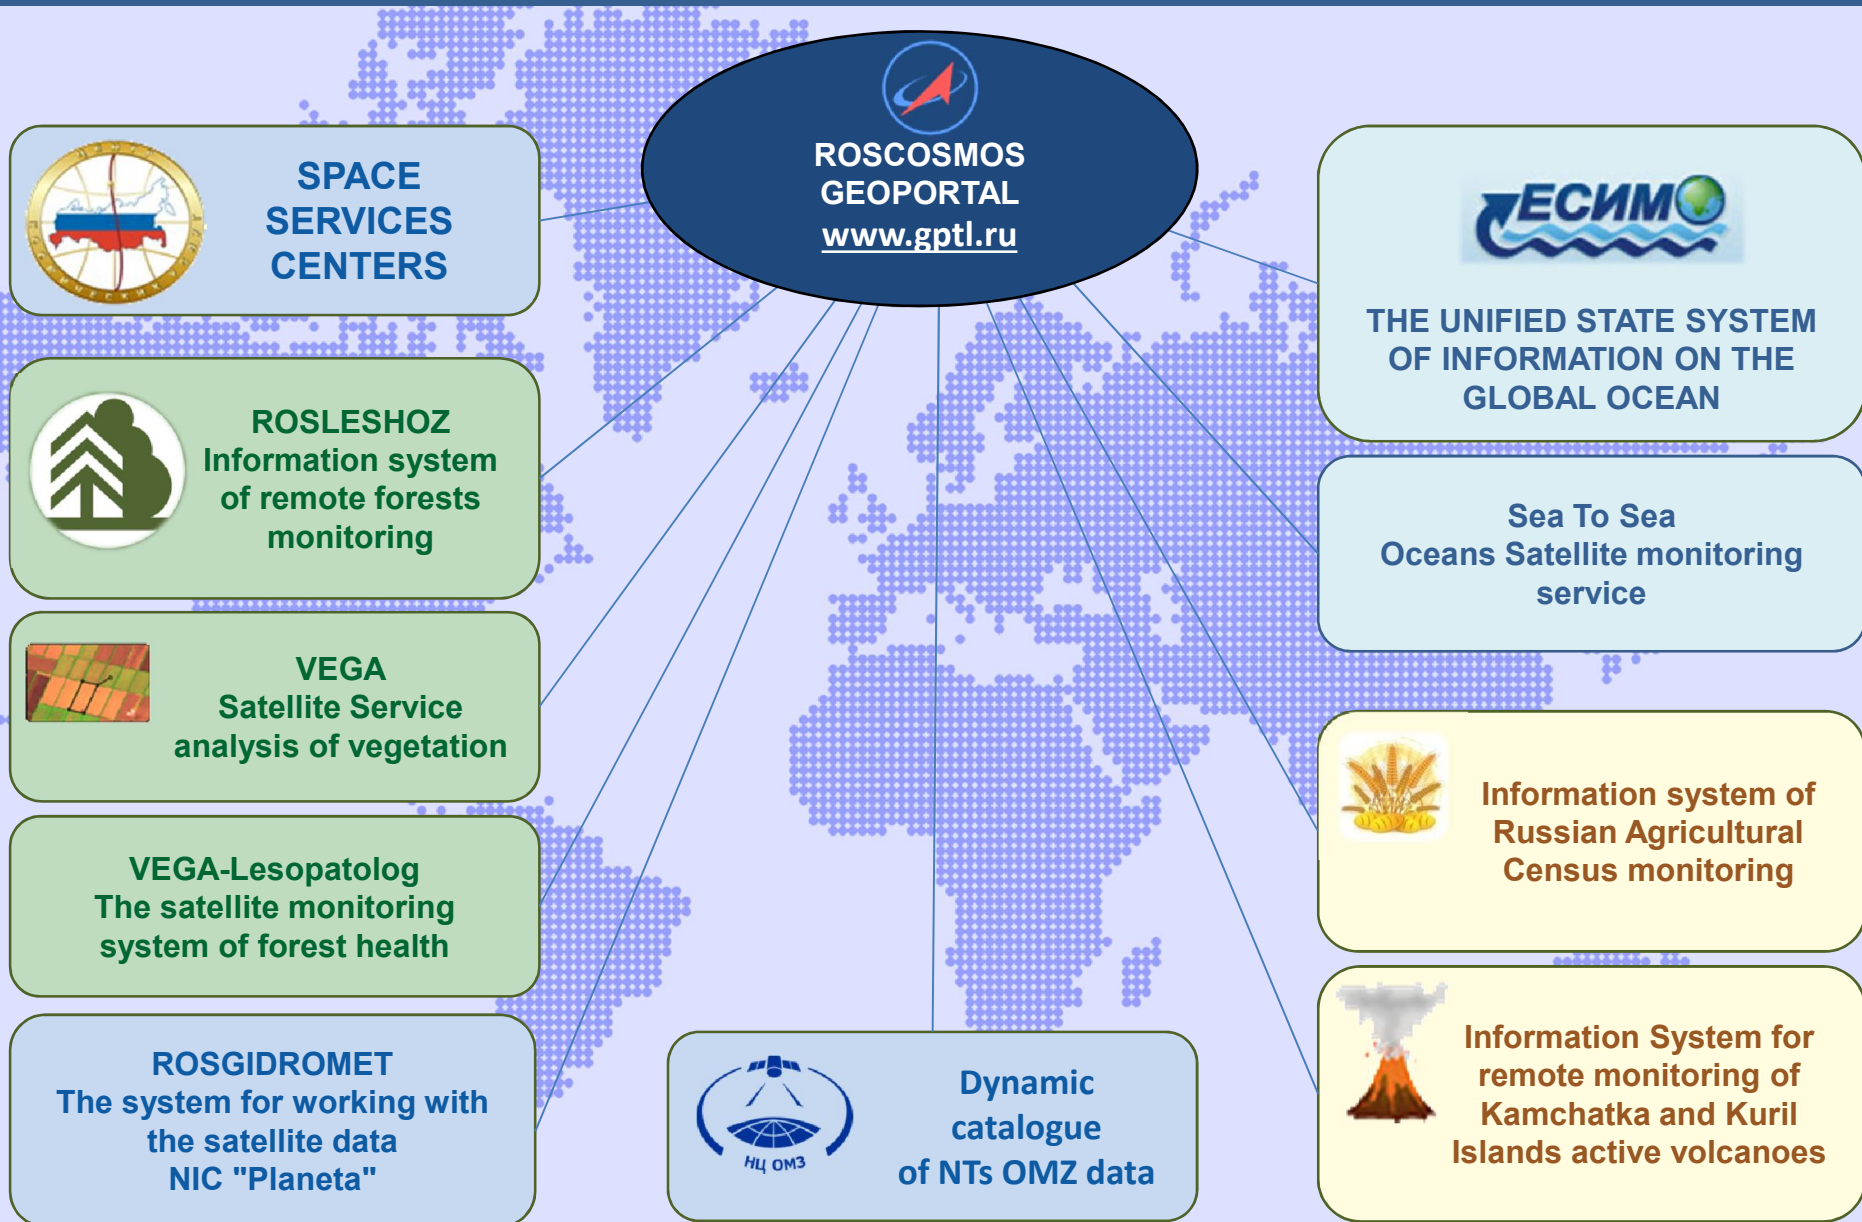 ROSCOSMOS
GEOPORTAL
www.gptl.ru
SPACE
SERVICES
CENTERS
ROSLESHOZ
Information system
of remote forests
monitoring
VEGA
Satellite Service
analysis of vegetation
VEGA-Lesopatolog
The satellite monitoring
system of forest health
ROSGIDROMET
The system for working with
the satellite data
NIC "Planeta"
НЦ ОМЗ
Dynamic
catalogue
of NTs OMZ data
ЕСИМО
THE UNIFIED STATE SYSTEM
OF INFORMATION ON THE
GLOBAL OCEAN
Sea To Sea
Oceans Satellite monitoring
service
Information system of
Russian Agricultural
Census monitoring
Information System for
remote monitoring of
Kamchatka and Kuril
Islands active volcanoes